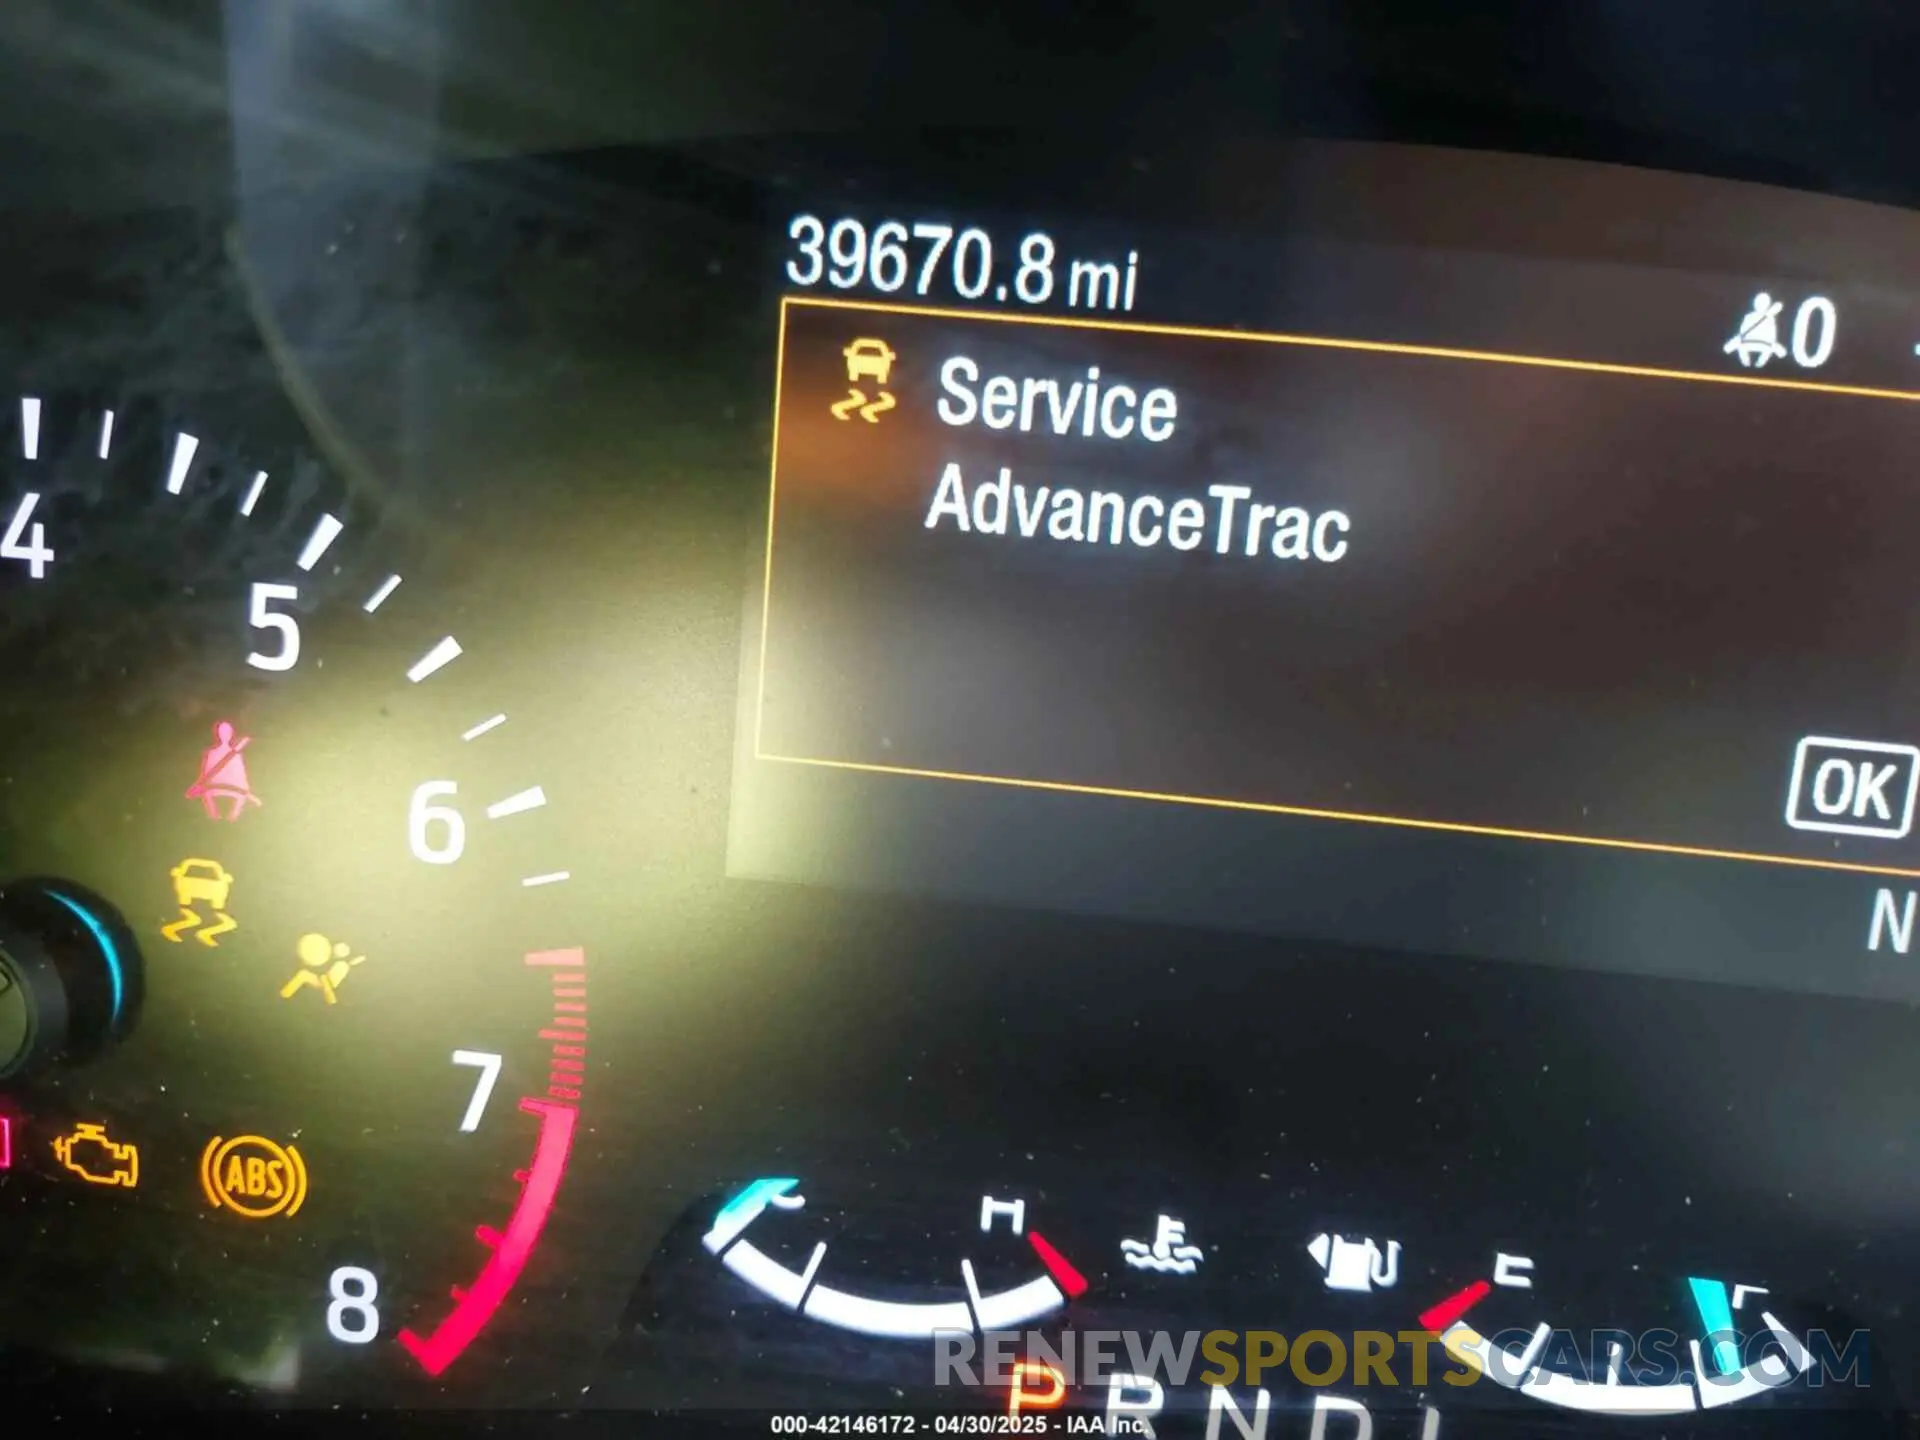 39670.8 mi
0
Service
AdvanceTrac
OK
N
4
5
6
7
8
ABS
C H E F
P R N D L
RENEWSPORTSCARS.COM
000-42146172 - 04/30/2025 - IAA Inc.